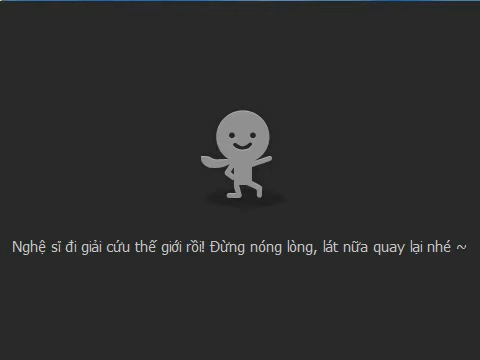 Nghệ sĩ đi giải cứu thế giới rồi! Đừng nóng lòng, lát nữa quay lại nhé ~